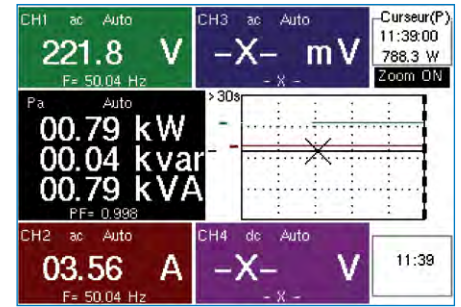 CH1 ac Auto
221.8 V
F= 50.04 Hz
CH3 ac Auto
-X- mV
- X -
Curseur(P)
11:39:00
788.3 W
Zoom ON
Pa Auto
00.79 kW
00.04 kvar
00.79 kVA
PF= 0.998
>30s
CH2 ac Auto
03.56 A
F= 50.04 Hz
CH4 dc Auto
-X- V
- X -
11:39